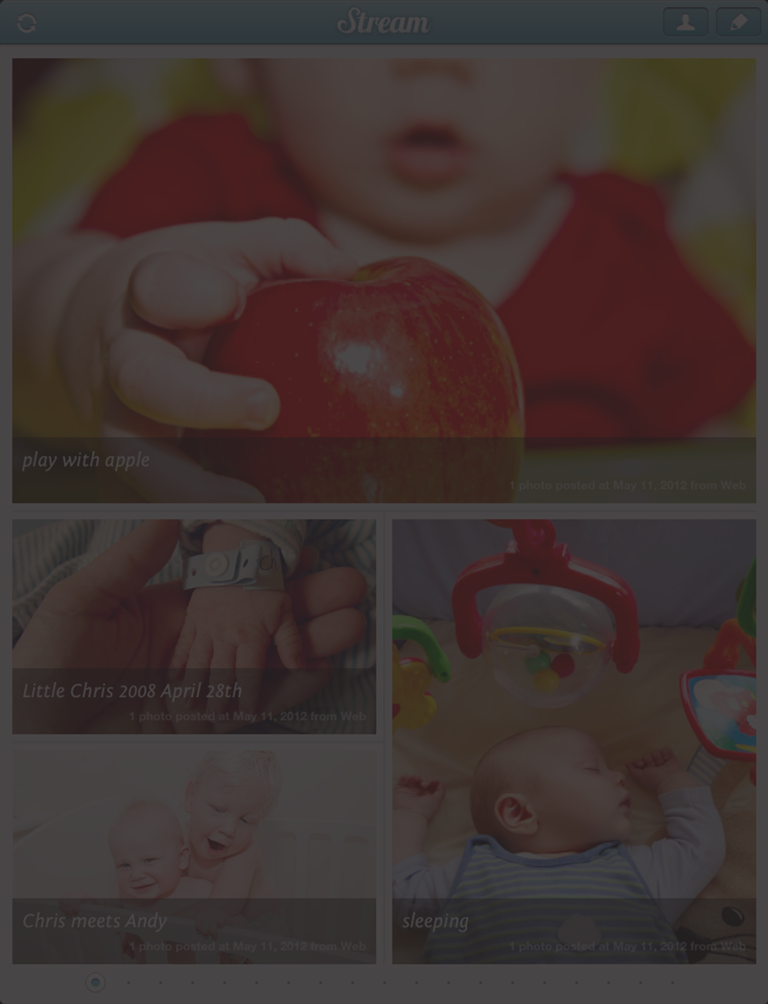 Stream
play with apple
1 photo posted at May 11, 2012 from Web
Little Chris 2008 April 28th
1 photo posted at May 11, 2012 from Web
Chris meets Andy
1 photo posted at May 11, 2012 from Web
sleeping
1 photo posted at May 11, 2012 from Web